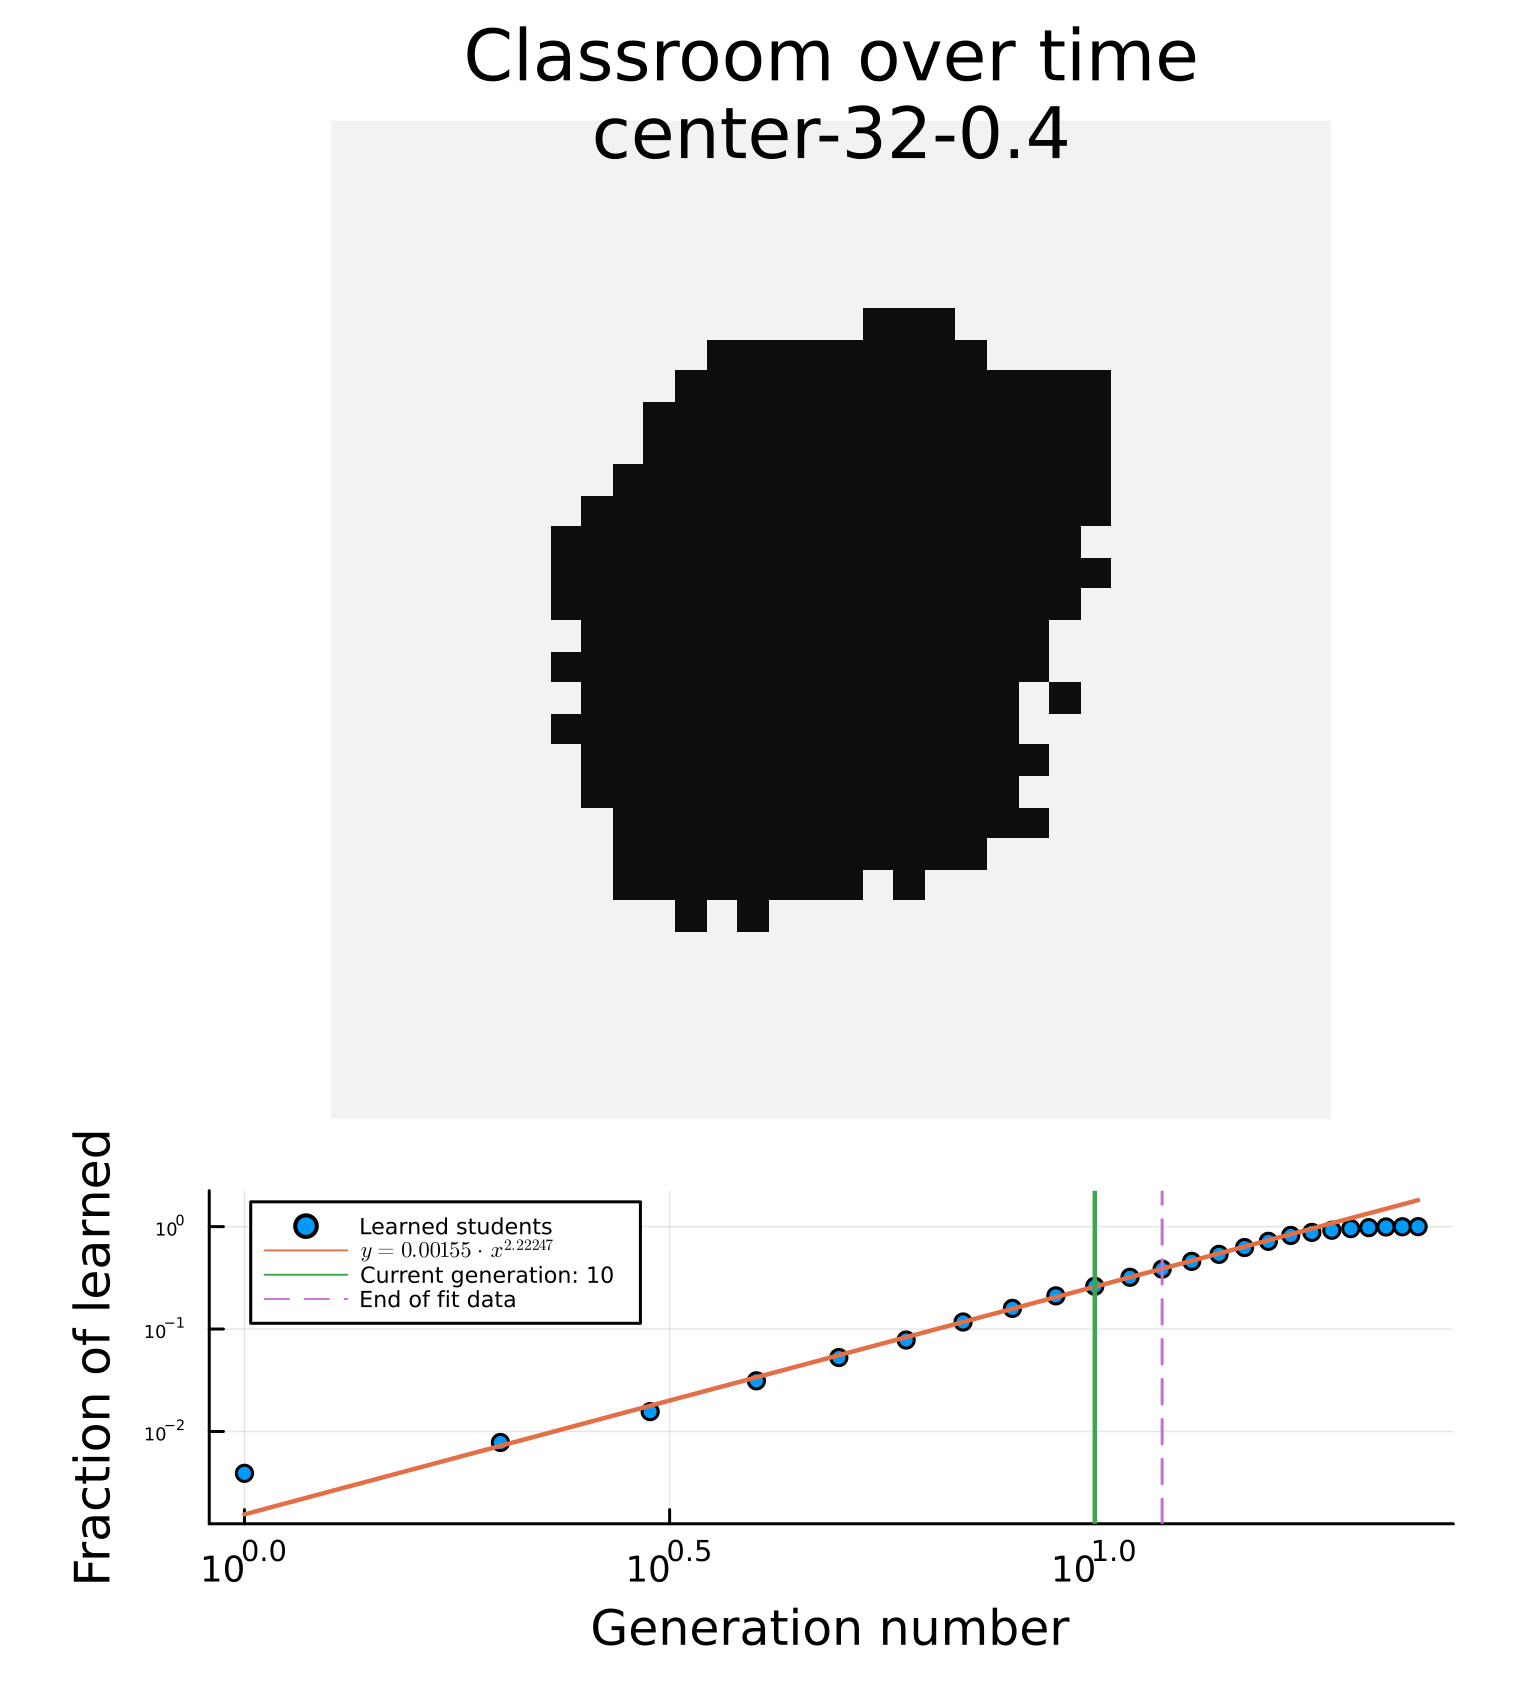 Classroom over time
center-32-0.4
Fraction of learned
10⁰
10⁻¹
10⁻²
Learned students
y = 0.00155 · x^2.22247
Current generation: 10
End of fit data
10^0.0
10^0.5
10^1.0
Generation number